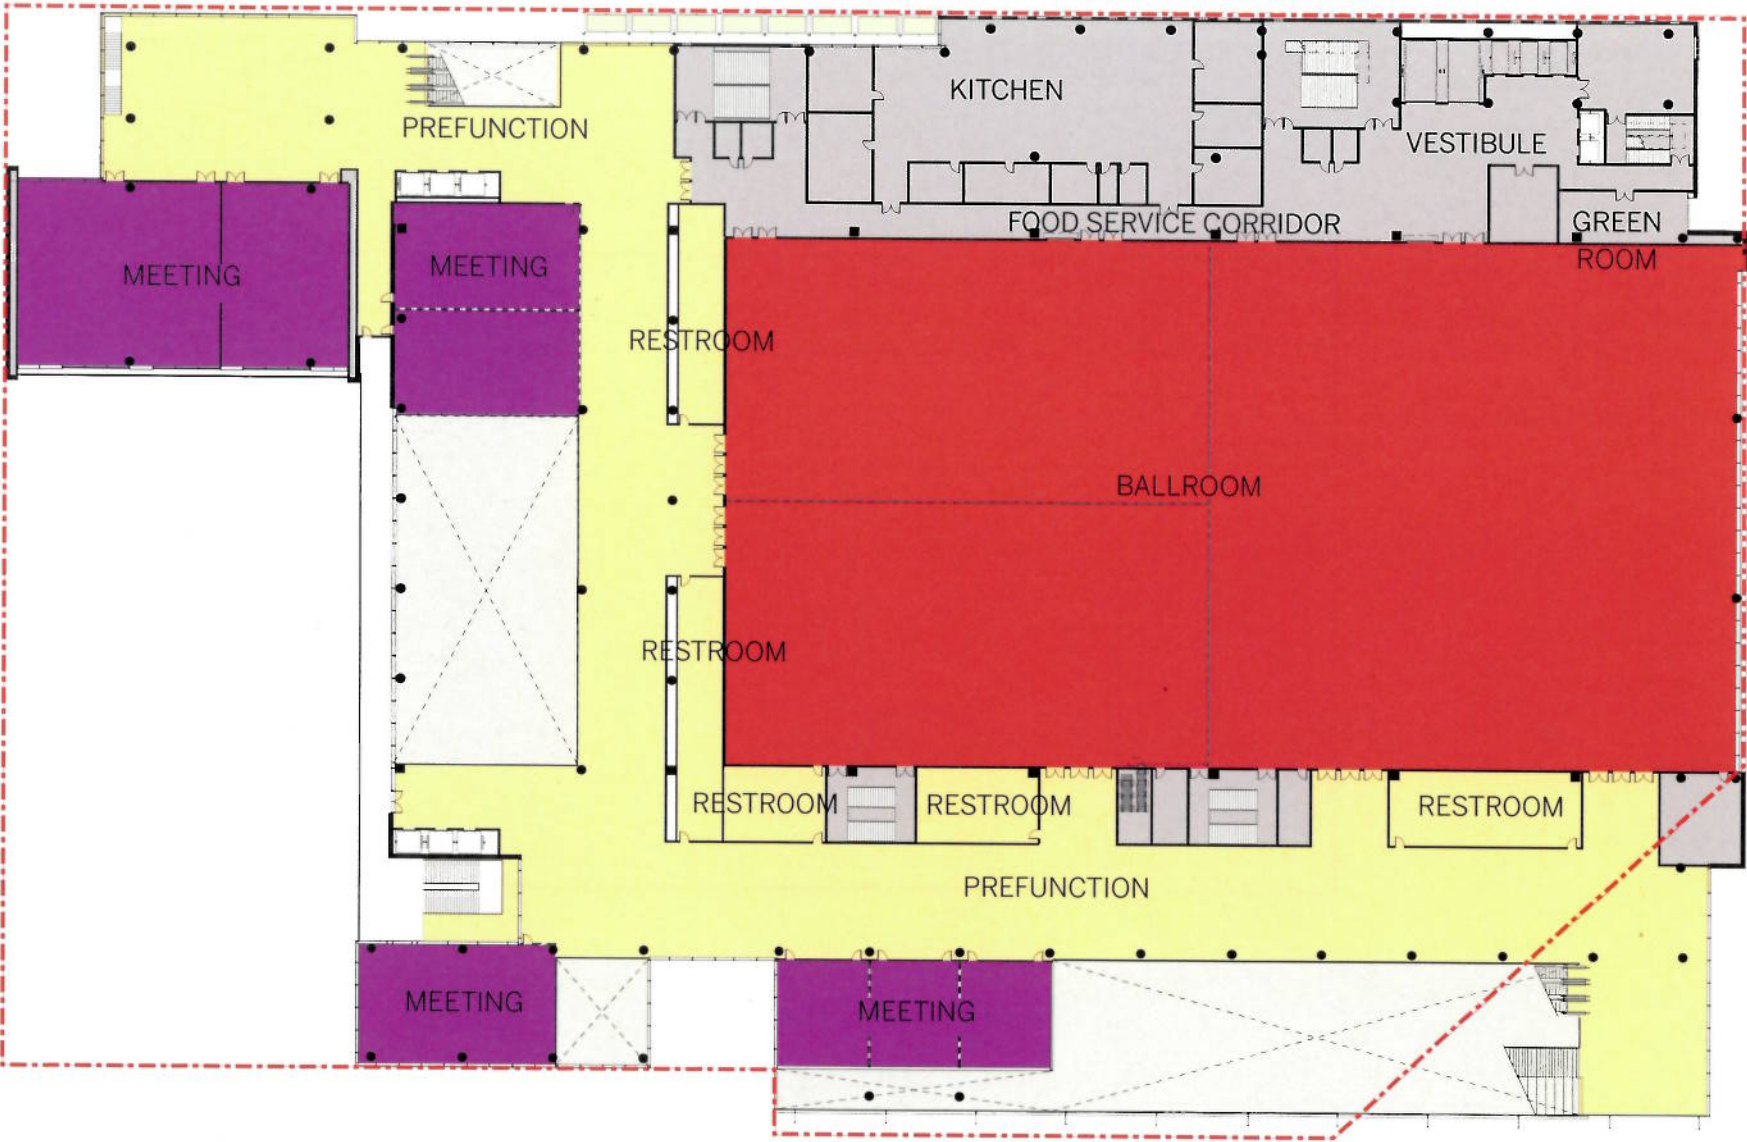 KITCHEN
PREFUNCTION
VESTIBULE
FOOD SERVICE CORRIDOR
GREEN
ROOM
MEETING
MEETING
RESTROOM
BALLROOM
RESTROOM
RESTROOM
RESTROOM
RESTROOM
PREFUNCTION
MEETING
MEETING